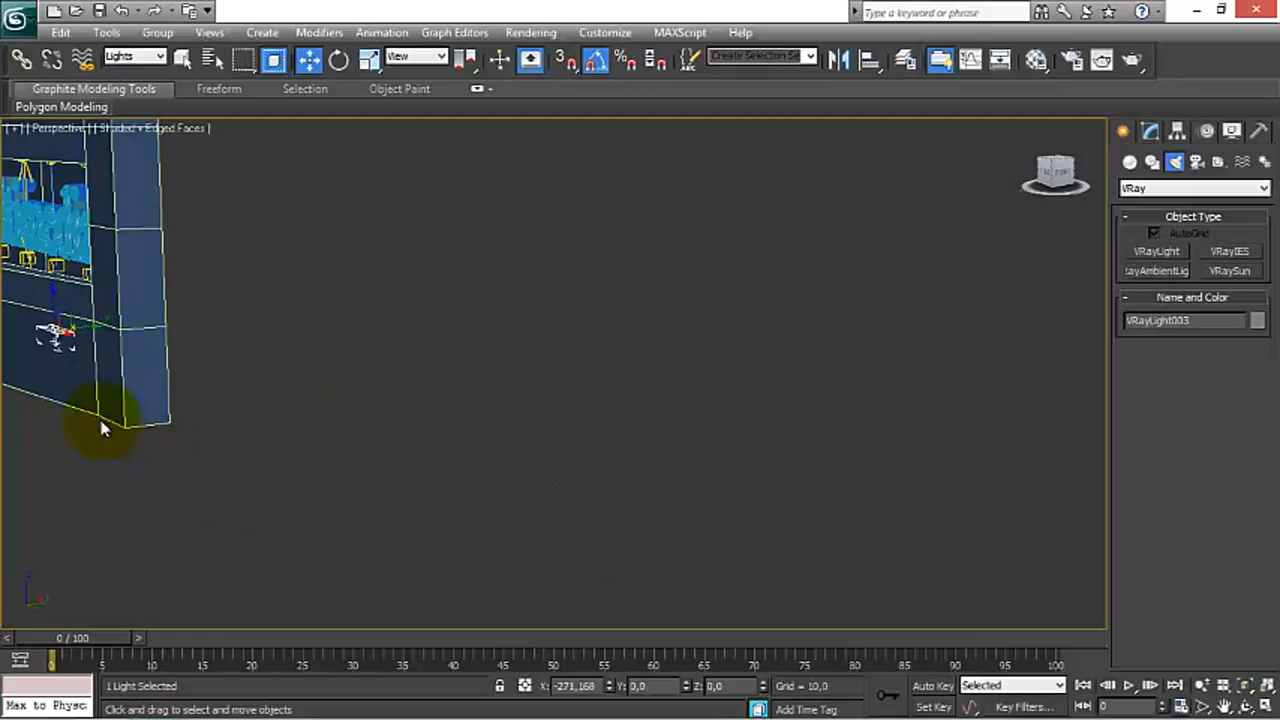 Type a keyword or phrase
Edit Tools Group Views Create Modifiers Animation Graph Editors Rendering Customize MAXScript Help
Lights View Create Selection Se
Graphite Modeling Tools Freeform Selection Object Paint
Polygon Modeling
[ + ] [ Perspective ] [ Shaded + Edged Faces ]
VRay
- Object Type
AutoGrid
VRayLight VRayIES
rayAmbientLig VRaySun
- Name and Color
VRayLight003
0 / 100
0 5 10 15 20 25 30 35 40 45 50 55 60 65 70 75 80 85 90 95 100
1 Light Selected X: -271,168 Y: 0,0 Z: 0,0 Grid = 10,0 Auto Key Selected
Max to Physc Click and drag to select and move objects Add Time Tag Set Key Key Filters... 0